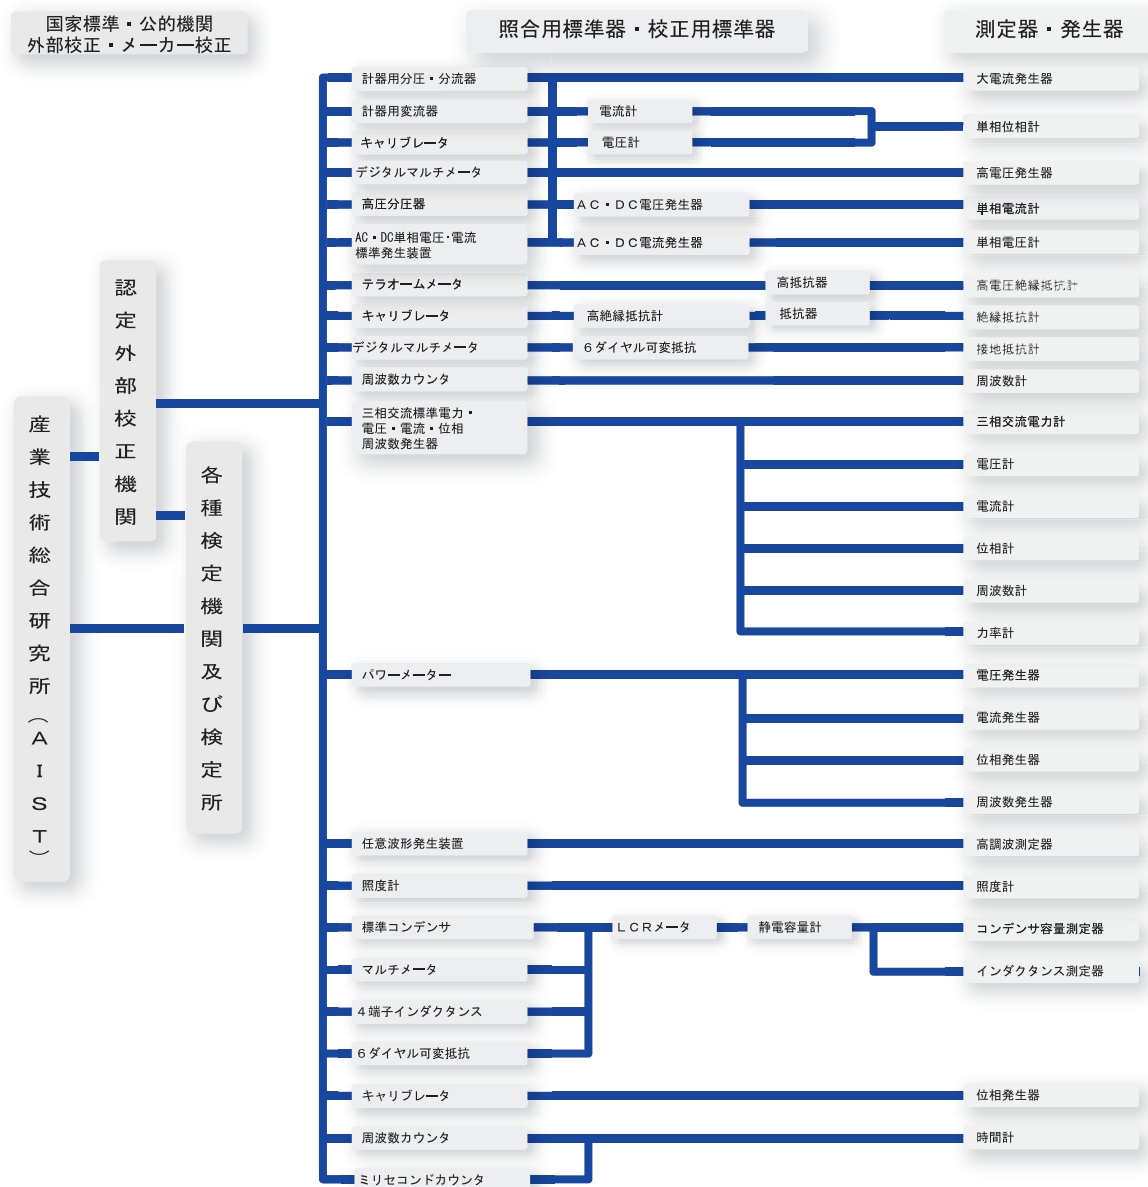 国家標準・公的機関
外部校正・メーカー校正
照合用標準器・校正用標準器
測定器・発生器
産業技術総合研究所（AIST）
認定外部校正機関
各種検定機関及び検定所
計器用分圧・分流器
大電流発生器
計器用変流器
電流計
単相位相計
キャリブレータ
電圧計
デジタルマルチメータ
高電圧発生器
高圧分圧器
AC・DC電圧発生器
単相電流計
AC・DC単相電圧・電流
標準発生装置
AC・DC電流発生器
単相電圧計
テラオームメータ
高抵抗器
高電圧絶縁抵抗計
キャリブレータ
高絶縁抵抗計
抵抗器
絶縁抵抗計
デジタルマルチメータ
６ダイヤル可変抵抗
接地抵抗計
周波数カウンタ
周波数計
三相交流標準電力・
電圧・電流・位相
周波数発生器
三相交流電力計
電圧計
電流計
位相計
周波数計
力率計
パワーメーター
電圧発生器
電流発生器
位相発生器
周波数発生器
任意波形発生装置
高調波測定器
照度計
照度計
標準コンデンサ
LCRメータ
静電容量計
コンデンサ容量測定器
マルチメータ
インダクタンス測定器
４端子インダクタンス
６ダイヤル可変抵抗
キャリブレータ
位相発生器
周波数カウンタ
時間計
ミリセコンドカウンタ